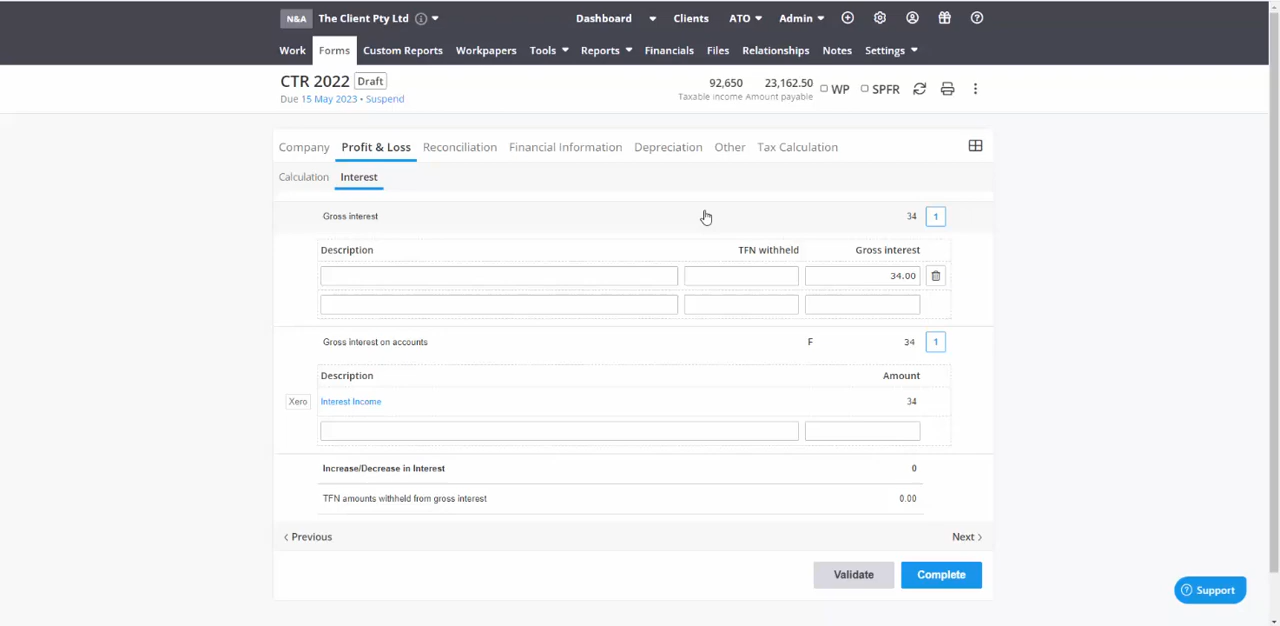 N&A The Client Pty Ltd Dashboard Clients ATO Admin
Work Forms Custom Reports Workpapers Tools Reports Financials Files Relationships Notes Settings
CTR 2022 Draft
Due 15 May 2023 • Suspend
92,650 23,162.50
Taxable Income Amount payable
WP SPFR
Company Profit & Loss Reconciliation Financial Information Depreciation Other Tax Calculation
Calculation Interest
Gross interest 34 1
Description TFN withheld Gross interest
34.00
Gross interest on accounts F 34 1
Description Amount
Xero Interest Income 34
Increase/Decrease in Interest 0
TFN amounts withheld from gross interest 0.00
‹ Previous Next ›
Validate Complete
Support